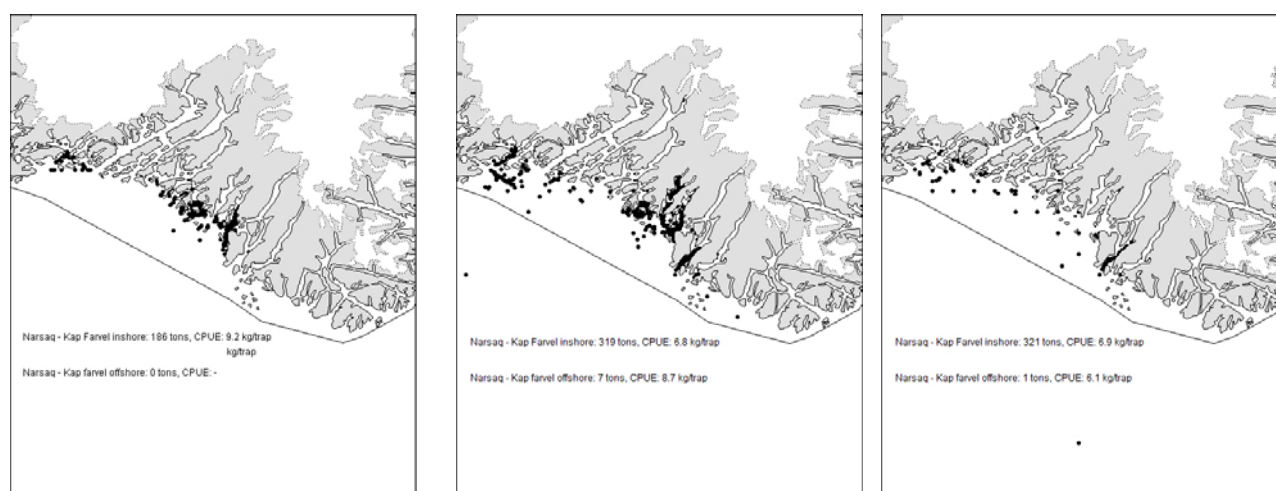 Narsaq - Kap Farvel inshore: 186 tons, CPUE: 9.2 kg/trap
kg/trap
Narsaq - Kap farvel offshore: 0 tons, CPUE: -
Narsaq - Kap Farvel inshore: 319 tons, CPUE: 6.8 kg/trap
Narsaq - Kap farvel offshore: 7 tons, CPUE: 8.7 kg/trap
Narsaq - Kap Farvel inshore: 321 tons, CPUE: 6.9 kg/trap
Narsaq - Kap farvel offshore: 1 tons, CPUE: 6.1 kg/trap